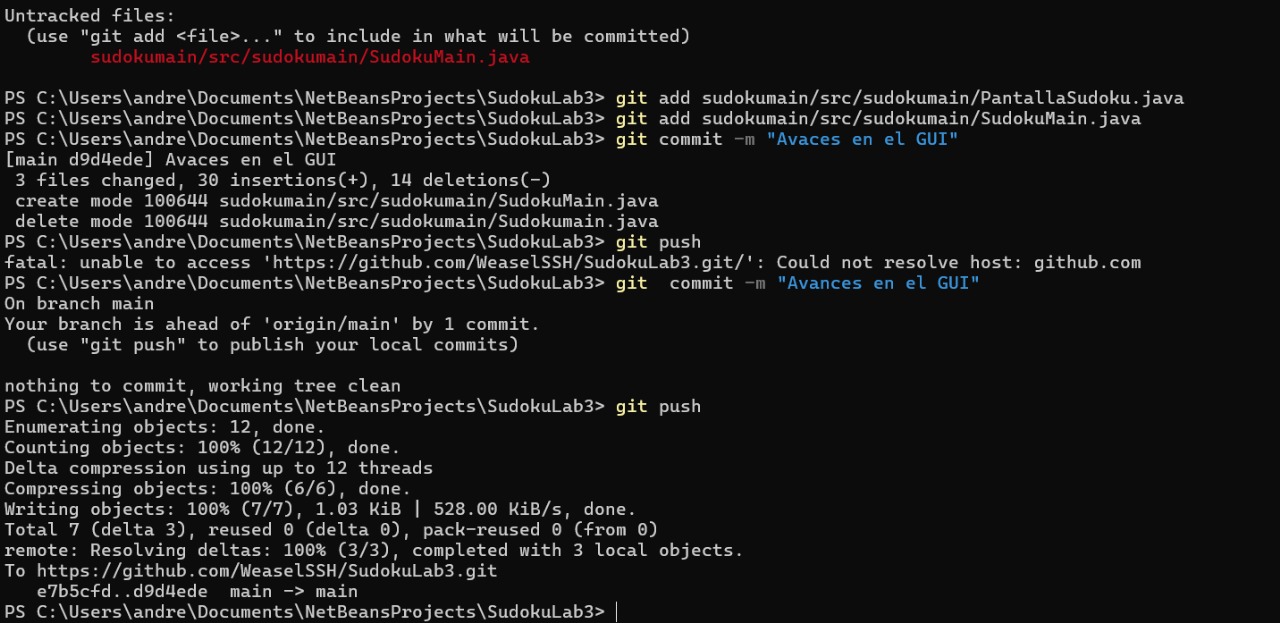 Untracked files:
  (use "git add <file>..." to include in what will be committed)
        sudokumain/src/sudokumain/SudokuMain.java

PS C:\Users\andre\Documents\NetBeansProjects\SudokuLab3> git add sudokumain/src/sudokumain/PantallaSudoku.java
PS C:\Users\andre\Documents\NetBeansProjects\SudokuLab3> git add sudokumain/src/sudokumain/SudokuMain.java
PS C:\Users\andre\Documents\NetBeansProjects\SudokuLab3> git commit -m "Avaces en el GUI"
[main d9d4ede] Avaces en el GUI
 3 files changed, 30 insertions(+), 14 deletions(-)
 create mode 100644 sudokumain/src/sudokumain/SudokuMain.java
 delete mode 100644 sudokumain/src/sudokumain/Sudokumain.java
PS C:\Users\andre\Documents\NetBeansProjects\SudokuLab3> git push
fatal: unable to access 'https://github.com/WeaselSSH/SudokuLab3.git/': Could not resolve host: github.com
PS C:\Users\andre\Documents\NetBeansProjects\SudokuLab3> git  commit -m "Avances en el GUI"
On branch main
Your branch is ahead of 'origin/main' by 1 commit.
  (use "git push" to publish your local commits)

nothing to commit, working tree clean
PS C:\Users\andre\Documents\NetBeansProjects\SudokuLab3> git push
Enumerating objects: 12, done.
Counting objects: 100% (12/12), done.
Delta compression using up to 12 threads
Compressing objects: 100% (6/6), done.
Writing objects: 100% (7/7), 1.03 KiB | 528.00 KiB/s, done.
Total 7 (delta 3), reused 0 (delta 0), pack-reused 0 (from 0)
remote: Resolving deltas: 100% (3/3), completed with 3 local objects.
To https://github.com/WeaselSSH/SudokuLab3.git
   e7b5cfd..d9d4ede  main -> main
PS C:\Users\andre\Documents\NetBeansProjects\SudokuLab3>